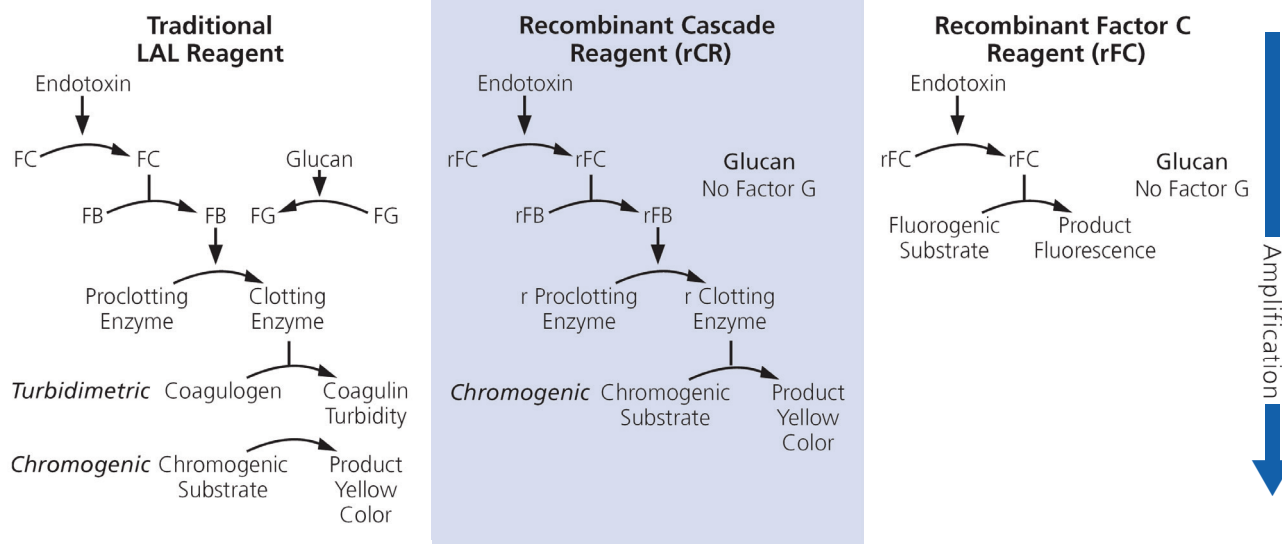 Traditional
LAL Reagent
Endotoxin
FC
FC
Glucan
FB
FB
FG
FG
Proclotting
Enzyme
Clotting
Enzyme
Turbidimetric
Coagulogen
Coagulin
Turbidity
Chromogenic
Chromogenic
Substrate
Product
Yellow
Color
Recombinant Cascade
Reagent (rCR)
Endotoxin
rFC
rFC
Glucan
No Factor G
rFB
rFB
r Proclotting
Enzyme
r Clotting
Enzyme
Chromogenic
Chromogenic
Substrate
Product
Yellow
Color
Recombinant Factor C
Reagent (rFC)
Endotoxin
rFC
rFC
Glucan
No Factor G
Fluorogenic
Substrate
Product
Fluorescence
Amplification